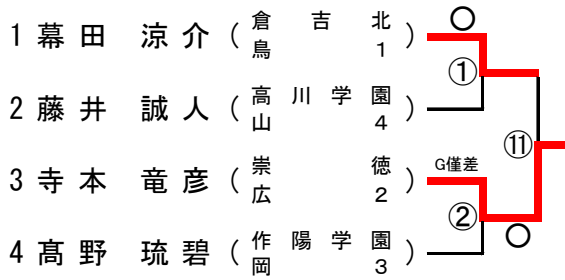 ○
1 幕田 涼介 ( 倉吉北 鳥1 )
①
2 藤井 誠人 ( 高川学園 山4 )
⑪
3 寺本 竜彦 ( 崇徳 広2 )
G僅差
②
○
4 髙野 琉碧 ( 作陽学園 岡3 )